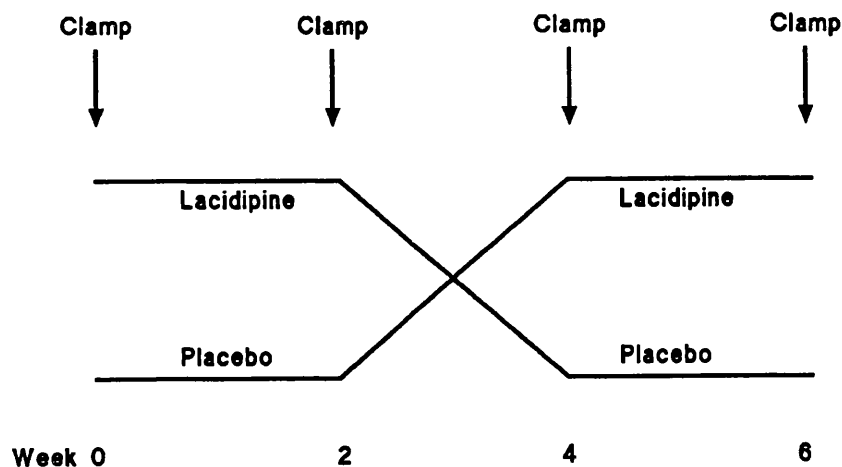 Clamp Clamp Clamp Clamp
Lacidipine Lacidipine
Placebo Placebo
Week 0 2 4 6